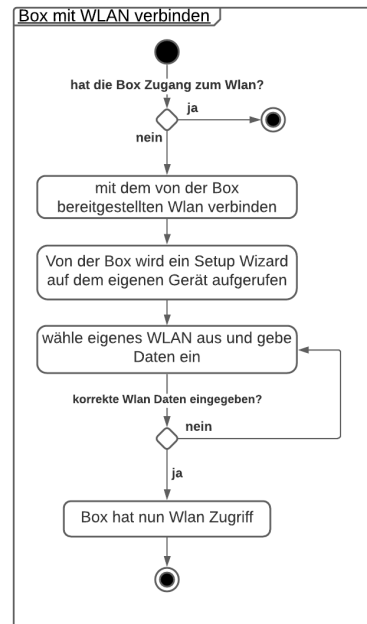 Box mit WLAN verbinden
hat die Box Zugang zum Wlan?
ja
nein
mit dem von der Box
bereitgestellten Wlan verbinden
Von der Box wird ein Setup Wizard
auf dem eigenen Gerät aufgerufen
wähle eigenes WLAN aus und gebe
Daten ein
korrekte Wlan Daten eingegeben?
nein
ja
Box hat nun Wlan Zugriff